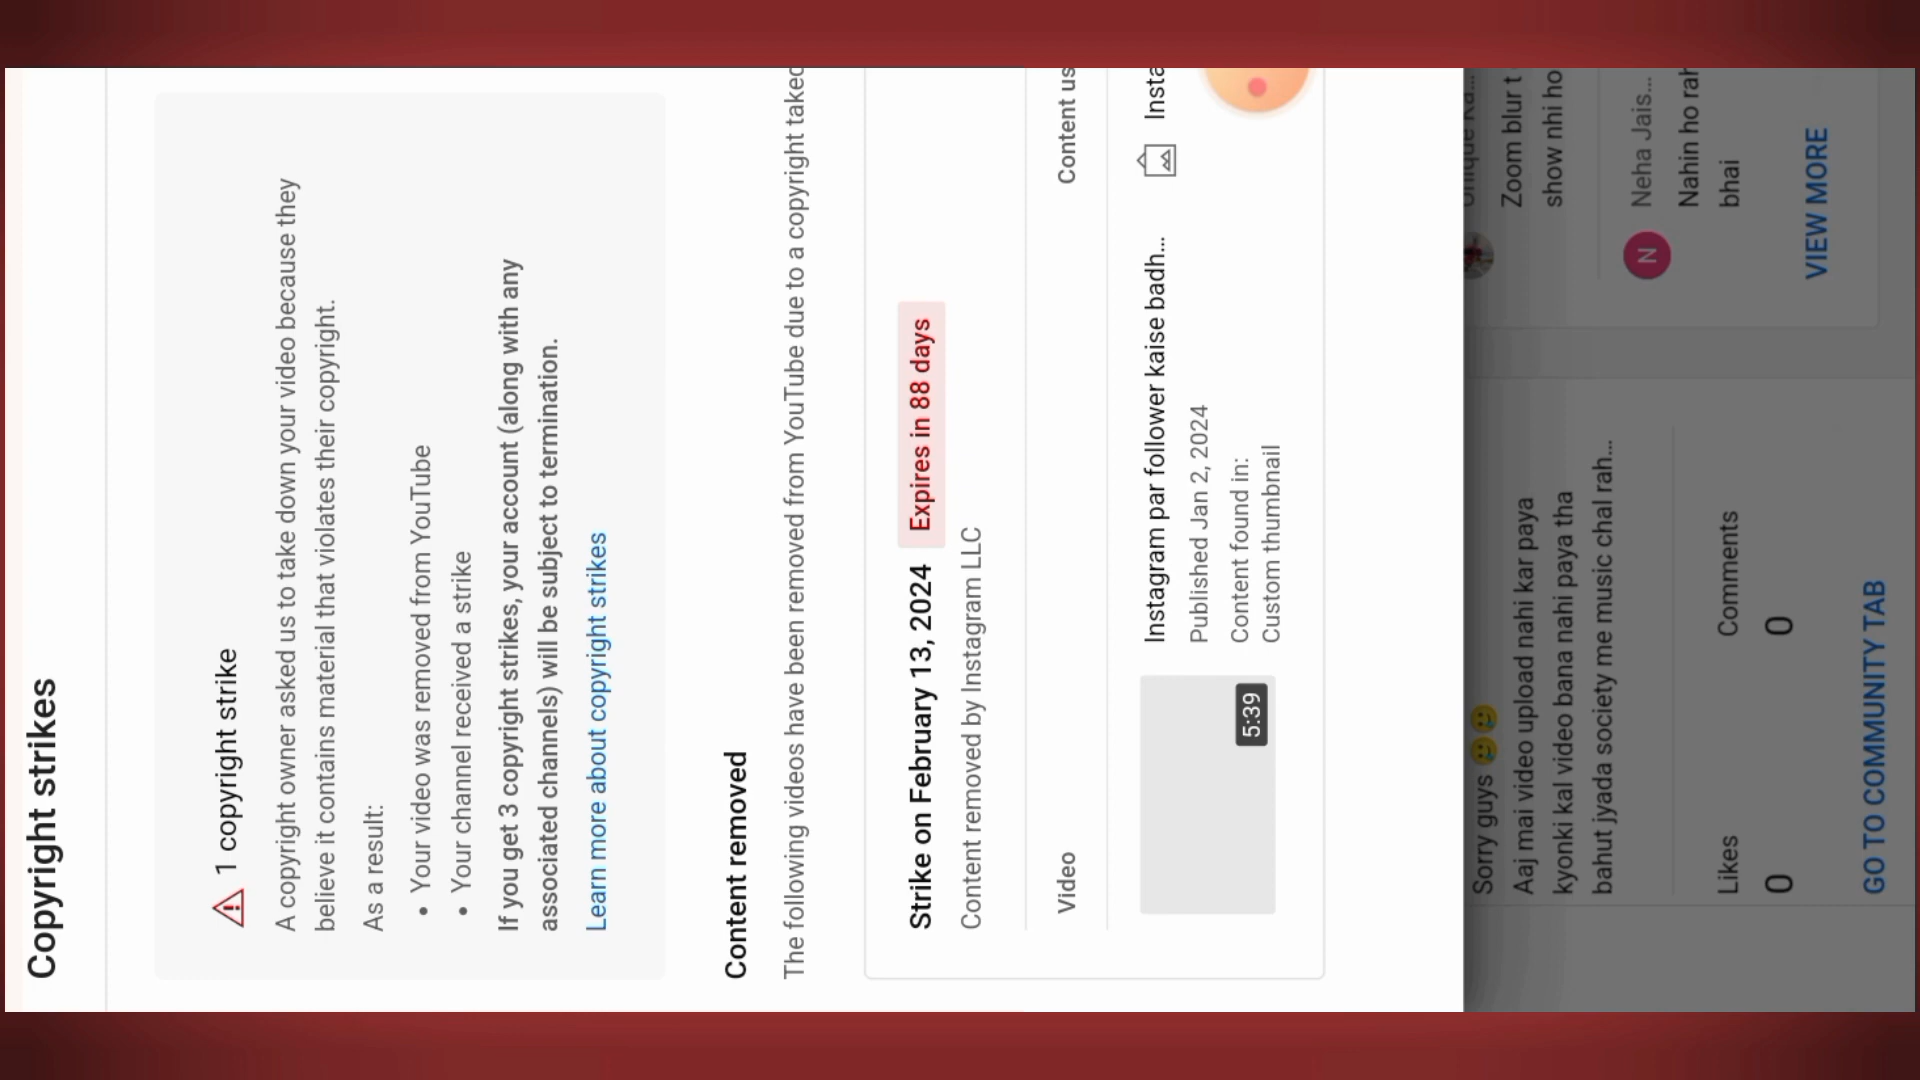 Copyright strikes
1 copyright strike
A copyright owner asked us to take down your video because they
believe it contains material that violates their copyright.
As a result:
• Your video was removed from YouTube
• Your channel received a strike
If you get 3 copyright strikes, your account (along with any
associated channels) will be subject to termination.
Learn more about copyright strikes
Content removed
The following videos have been removed from YouTube due to a copyright taked
Strike on February 13, 2024 Expires in 88 days
Content removed by Instagram LLC
Video Content us
Instagram par follower kaise badh... Insta
Published Jan 2, 2024
Content found in:
Custom thumbnail
5:39
Sorry guys 🥲🥲
Aaj mai video upload nahi kar paya
kyonki kal video bana nahi paya tha
bahut jyada society me music chal rah...
Likes Comments
0 0
GO TO COMMUNITY TAB
Zoom blur t
show nhi ho
N
Neha Jais...
Nahin ho rah
bhai
VIEW MORE